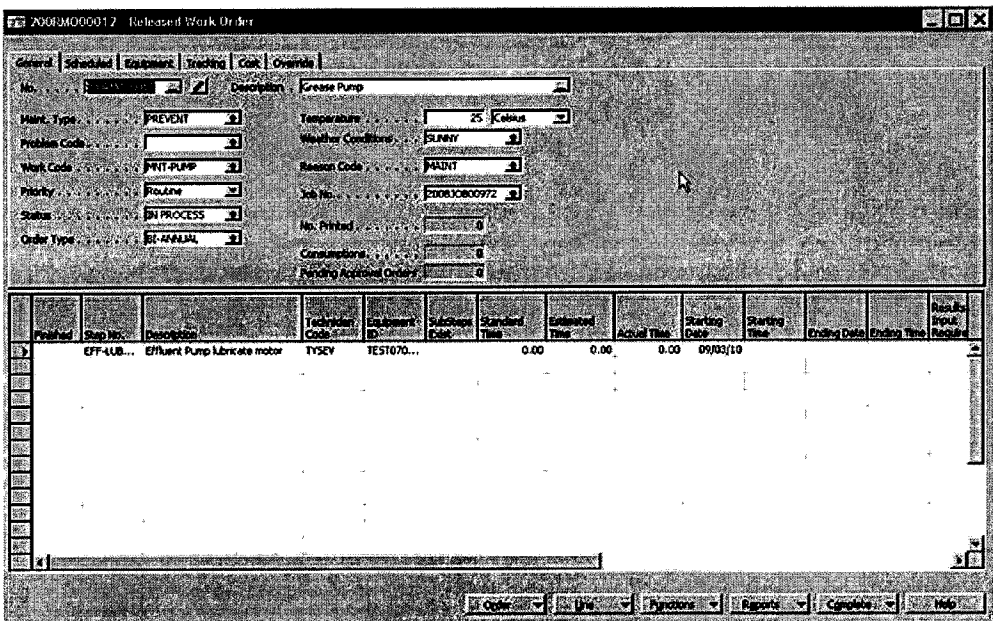 Released Work Order
General Scheduled Equipment Tracking Cost Override
No. Description Grease Pump
Maint. Type PREVENT Temperature 25 Celsius
Problem Code Weather Conditions SUNNY
Work Code MNT-PUMP Reason Code MAINT
Priority Routine Job No.
Status IN PROCESS No. Printed 0
Order Type BI-ANNUAL Consumptions 0
Pending Approval Orders 0
Finished Step No. Description Technician Code Equipment ID SubSteps Exist Standard Time Estimated Time Actual Time Starting Date Starting Time Ending Date Ending Time Results Input Require
EFF-LUB... Effluent Pump lubricate motor TYSEV TEST070... 0.00 0.00 0.00 09/03/10
Order Line Functions Reports Complete Help